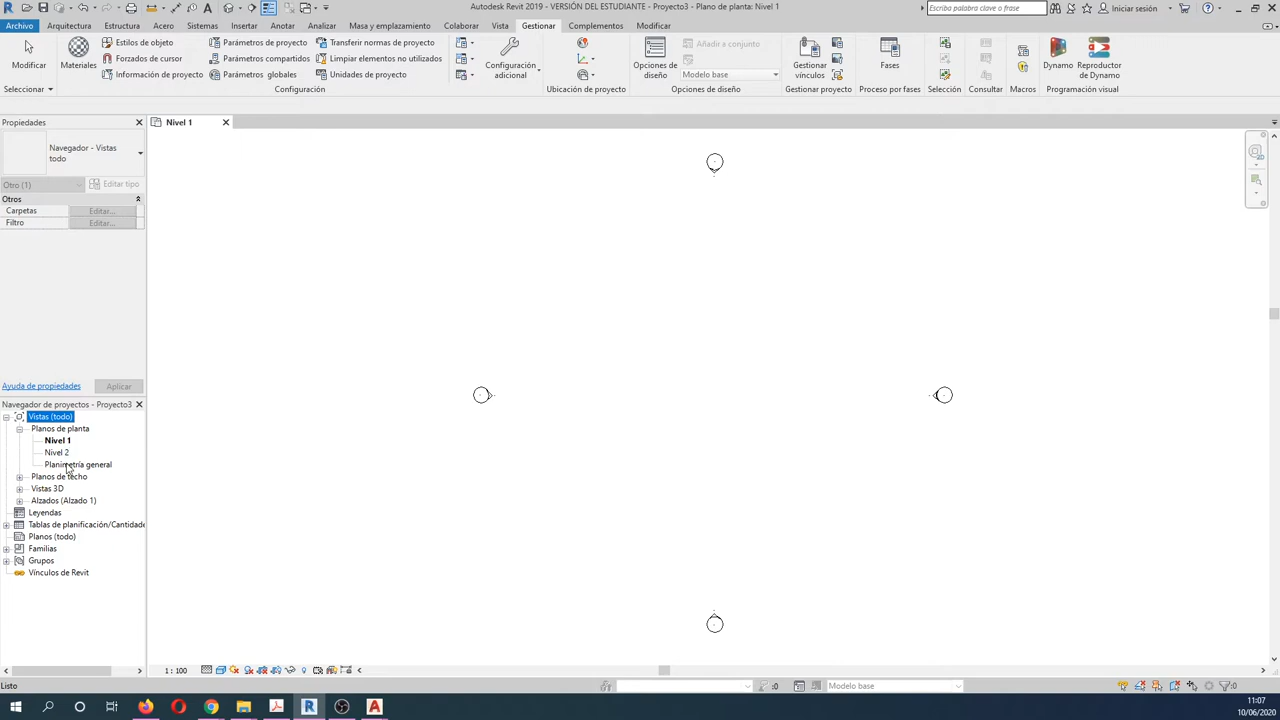 Autodesk Revit 2019 - VERSIÓN DEL ESTUDIANTE - Proyecto3 - Plano de planta: Nivel 1
Escriba palabra clave o frase
Iniciar sesión
Archivo Arquitectura Estructura Acero Sistemas Insertar Anotar Analizar Masa y emplazamiento Colaborar Vista Gestionar Complementos Modificar
Modificar
Materiales
Estilos de objeto
Forzados de cursor
Información de proyecto
Parámetros de proyecto
Parámetros compartidos
Parámetros globales
Transferir normas de proyecto
Limpiar elementos no utilizados
Unidades de proyecto
Configuración
adicional
Opciones de
diseño
Añadir a conjunto
Modelo base
Gestionar
vínculos
Fases
Dynamo
Reproductor
de Dynamo
Seleccionar
Configuración
Ubicación de proyecto
Opciones de diseño
Gestionar proyecto
Proceso por fases
Selección
Consultar
Macros
Programación visual
Propiedades
Nivel 1
Navegador - Vistas
todo
Otro (1)
Editar tipo
Otros
Carpetas Editar...
Filtro Editar...
Ayuda de propiedades
Aplicar
Navegador de proyectos - Proyecto3
Vistas (todo)
Planos de planta
Nivel 1
Nivel 2
Planimetría general
Planos de techo
Vistas 3D
Alzados (Alzado 1)
Leyendas
Tablas de planificación/Cantidade
Planos (todo)
Familias
Grupos
Vínculos de Revit
1 : 100
Listo
:0
Modelo base
:0
11:07
10/06/2020